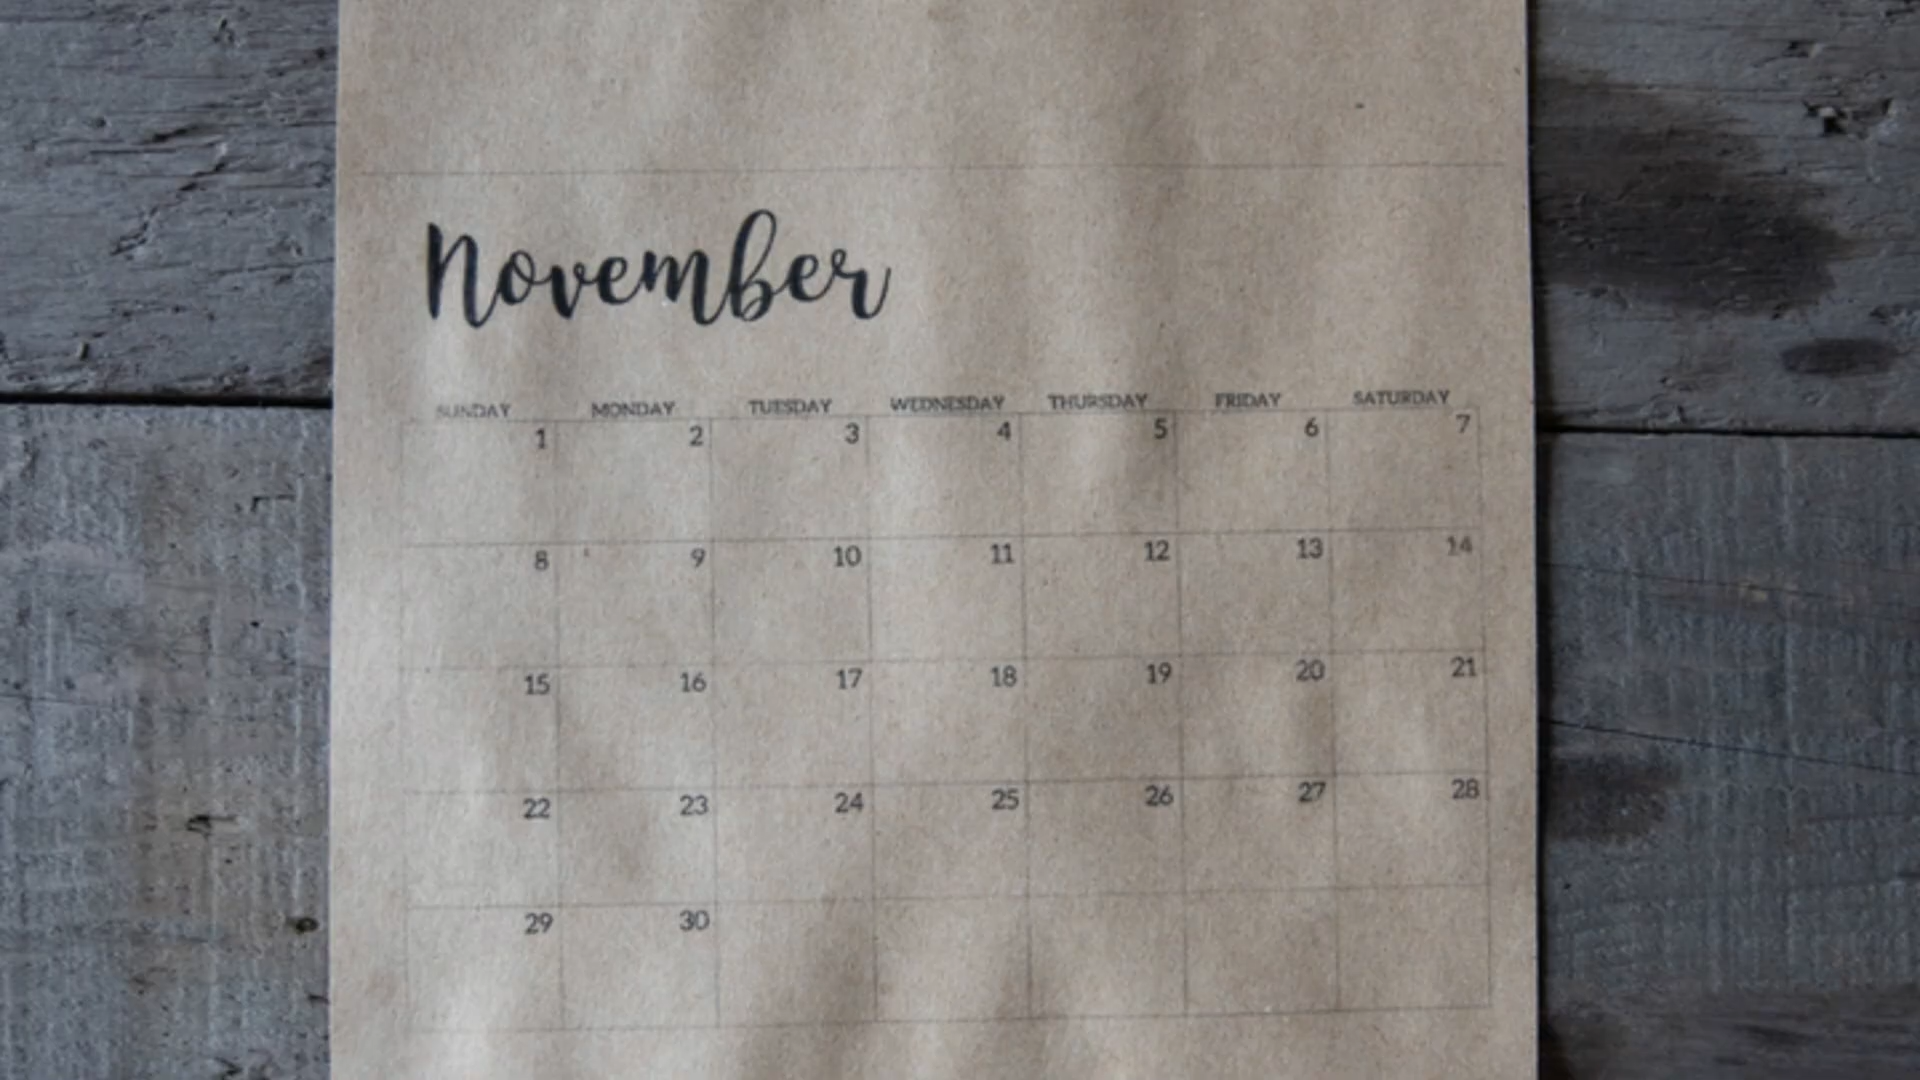 November
SUNDAY MONDAY TUESDAY WEDNESDAY THURSDAY FRIDAY SATURDAY
1 2 3 4 5 6 7
8 9 10 11 12 13 14
15 16 17 18 19 20 21
22 23 24 25 26 27 28
29 30